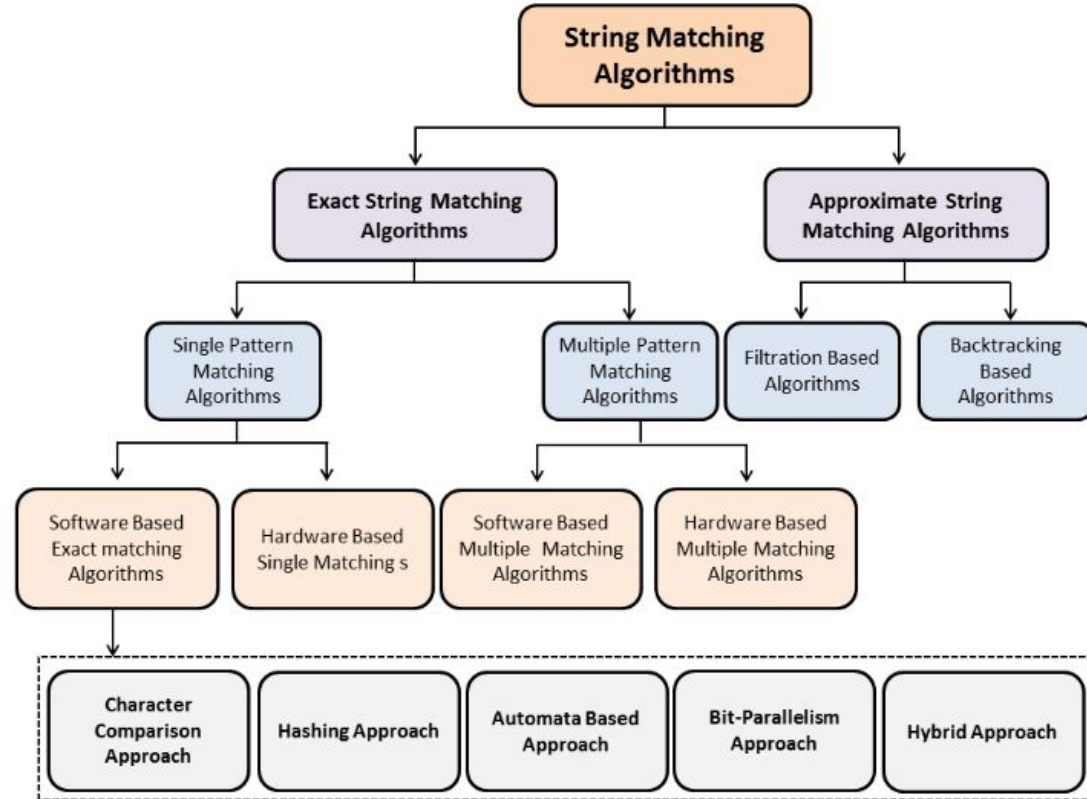 String Matching
Algorithms
Exact String Matching
Algorithms
Approximate String
Matching Algorithms
Single Pattern
Matching
Algorithms
Multiple Pattern
Matching
Algorithms
Filtration Based
Algorithms
Backtracking
Based
Algorithms
Software Based
Exact matching
Algorithms
Hardware Based
Single Matching s
Software Based
Multiple Matching
Algorithms
Hardware Based
Multiple Matching
Algorithms
Character
Comparison
Approach
Hashing Approach
Automata Based
Approach
Bit-Parallelism
Approach
Hybrid Approach